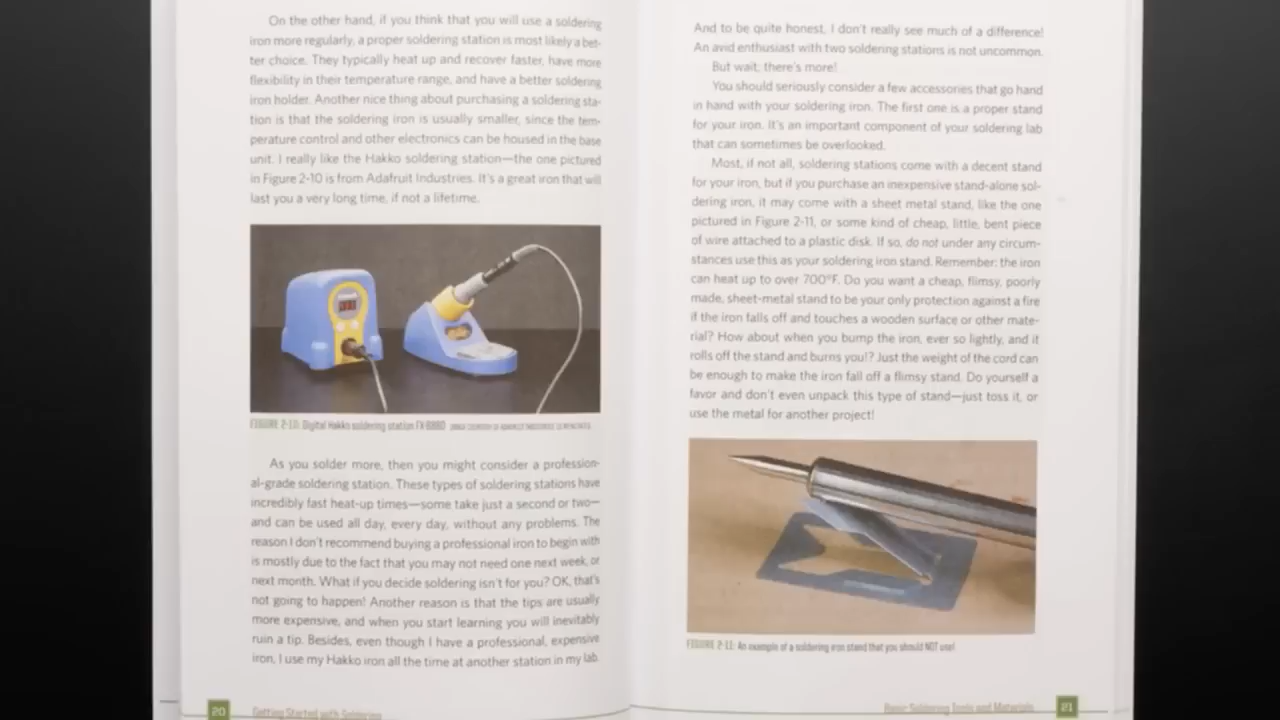 On the other hand, if you think that you will use a soldering
iron more regularly, a proper soldering station is most likely a bet-
ter choice. They typically heat up and recover faster, have more
flexibility in their temperature range, and have a better soldering
iron holder. Another nice thing about purchasing a soldering sta-
tion is that the soldering iron is usually smaller, since the tem-
perature control and other electronics can be housed in the base
unit. I really like the Hakko soldering station—the one pictured
in Figure 2-10 is from Adafruit Industries. It's a great iron that will
last you a very long time, if not a lifetime.
FIGURE 2-10: Digital Hakko soldering station FX-888D
As you solder more, then you might consider a profession-
al-grade soldering station. These types of soldering stations have
incredibly fast heat-up times—some take just a second or two—
and can be used all day, every day, without any problems. The
reason I don't recommend buying a professional iron to begin with
is mostly due to the fact that you may not need one next week, or
next month. What if you decide soldering isn't for you? OK, that's
not going to happen! Another reason is that the tips are usually
more expensive, and when you start learning you will inevitably
ruin a tip. Besides, even though I have a professional, expensive
iron, I use my Hakko iron all the time at another station in my lab.
20 Getting Started with Soldering
And to be quite honest, I don't really see much of a difference!
An avid enthusiast with two soldering stations is not uncommon.
But wait, there's more!
You should seriously consider a few accessories that go hand
in hand with your soldering iron. The first one is a proper stand
for your iron. It's an important component of your soldering lab
that can sometimes be overlooked.
Most, if not all, soldering stations come with a decent stand
for your iron, but if you purchase an inexpensive stand-alone sol-
dering iron, it may come with a sheet metal stand, like the one
pictured in Figure 2-11, or some kind of cheap, little, bent piece
of wire attached to a plastic disk. If so, do not under any circum-
stances use this as your soldering iron stand. Remember: the iron
can heat up to over 700°F. Do you want a cheap, flimsy, poorly
made, sheet-metal stand to be your only protection against a fire
if the iron falls off and touches a wooden surface or other mate-
rial? How about when you bump the iron, ever so lightly, and it
rolls off the stand and burns you!? Just the weight of the cord can
be enough to make the iron fall off a flimsy stand. Do yourself a
favor and don't even unpack this type of stand—just toss it, or
use the metal for another project!
FIGURE 2-11: An example of a soldering iron stand that you should NOT use!
Basic Soldering Tools and Materials 21